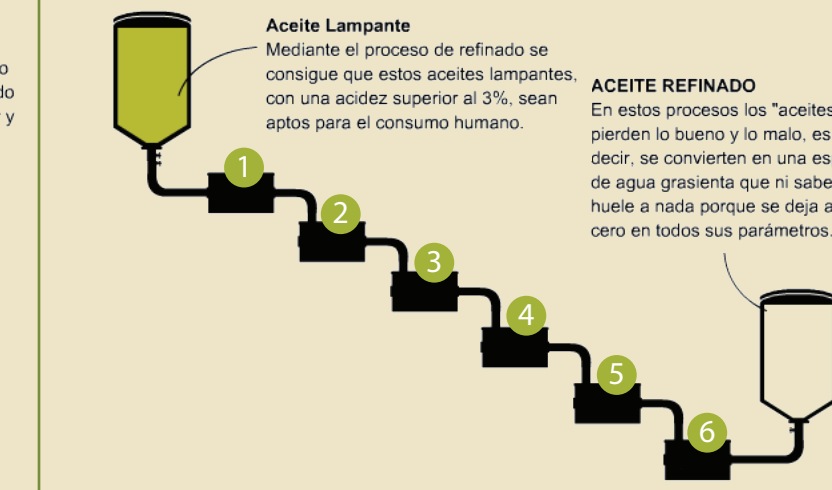 o
do
y
Aceite Lampante
Mediante el proceso de refinado se
consigue que estos aceites lampantes,
con una acidez superior al 3%, sean
aptos para el consumo humano.
ACEITE REFINADO
En estos procesos los "aceites
pierden lo bueno y lo malo, es
decir, se convierten en una es
de agua grasienta que ni sabe
huele a nada porque se deja a
cero en todos sus parámetros.
1
2
3
4
5
6